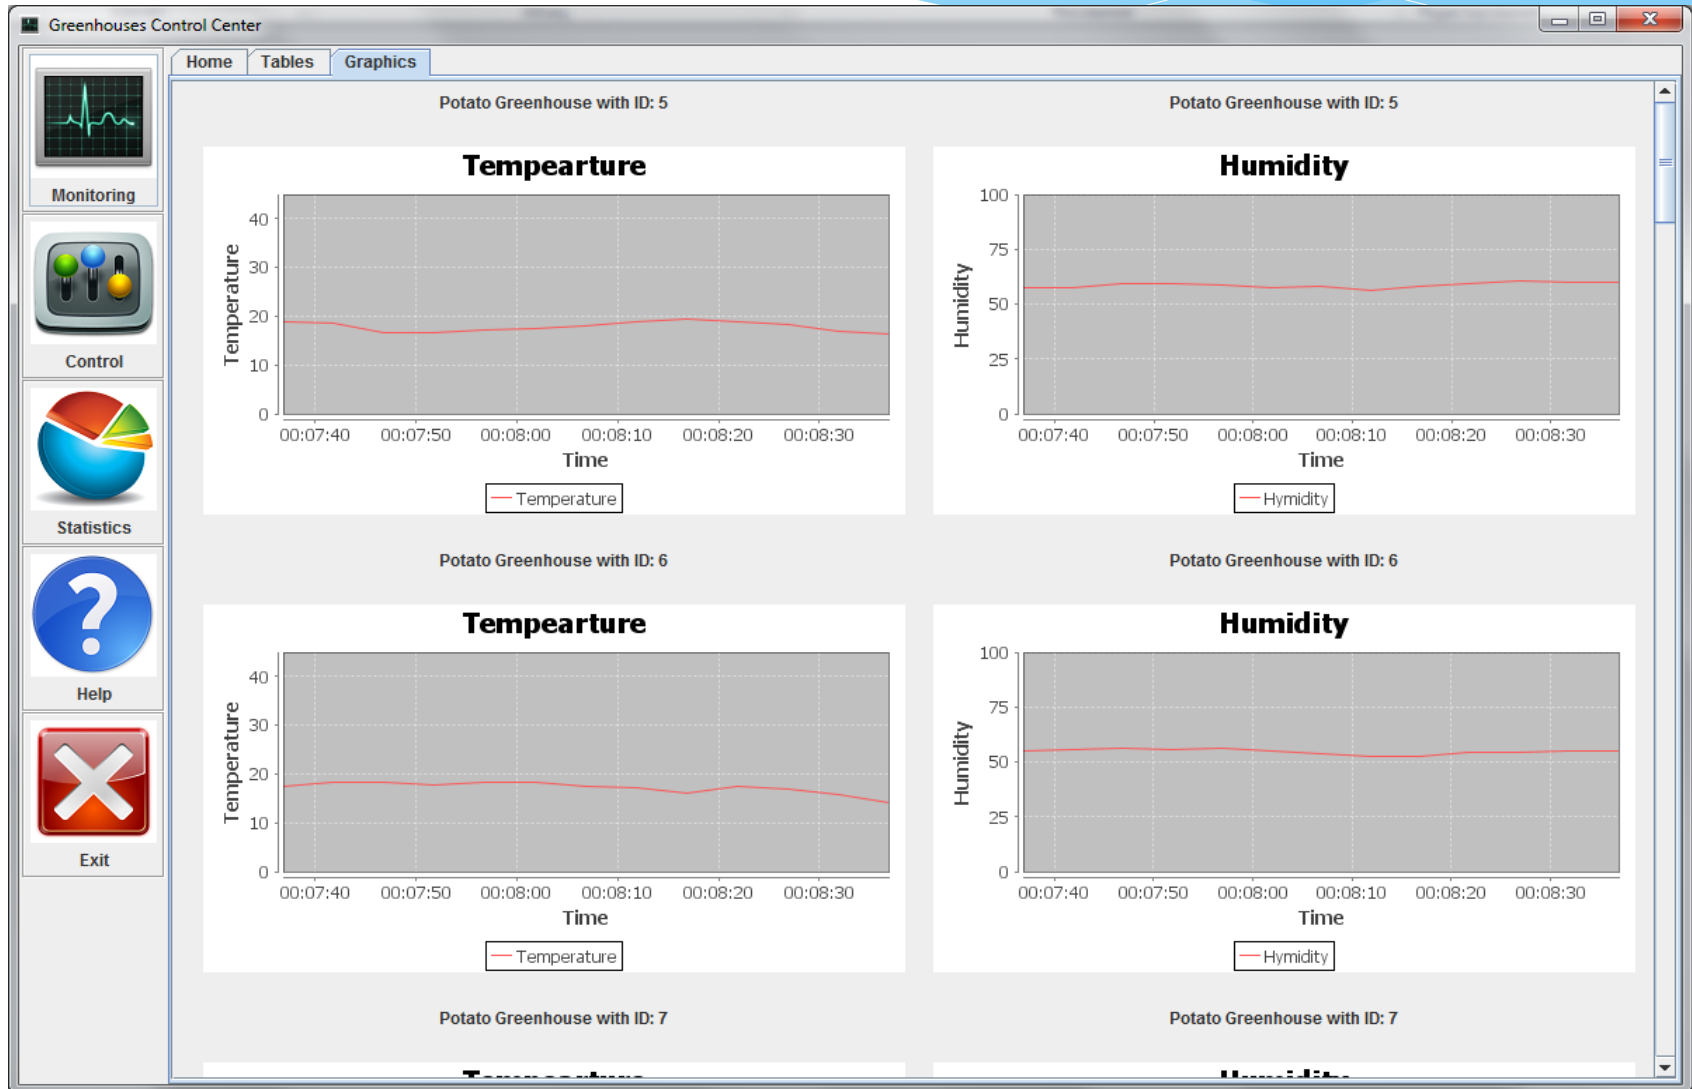 Greenhouses Control Center
Home Tables Graphics
Monitoring
Control
Statistics
Help
Exit
Potato Greenhouse with ID: 5
Tempearture
Temperature
40
30
20
10
0
00:07:40 00:07:50 00:08:00 00:08:10 00:08:20 00:08:30
Time
Temperature
Potato Greenhouse with ID: 5
Humidity
Humidity
100
75
50
25
0
00:07:40 00:07:50 00:08:00 00:08:10 00:08:20 00:08:30
Time
Hymidity
Potato Greenhouse with ID: 6
Tempearture
Temperature
40
30
20
10
0
00:07:40 00:07:50 00:08:00 00:08:10 00:08:20 00:08:30
Time
Temperature
Potato Greenhouse with ID: 6
Humidity
Humidity
100
75
50
25
0
00:07:40 00:07:50 00:08:00 00:08:10 00:08:20 00:08:30
Time
Hymidity
Potato Greenhouse with ID: 7
Tempearture
Potato Greenhouse with ID: 7
Humidity